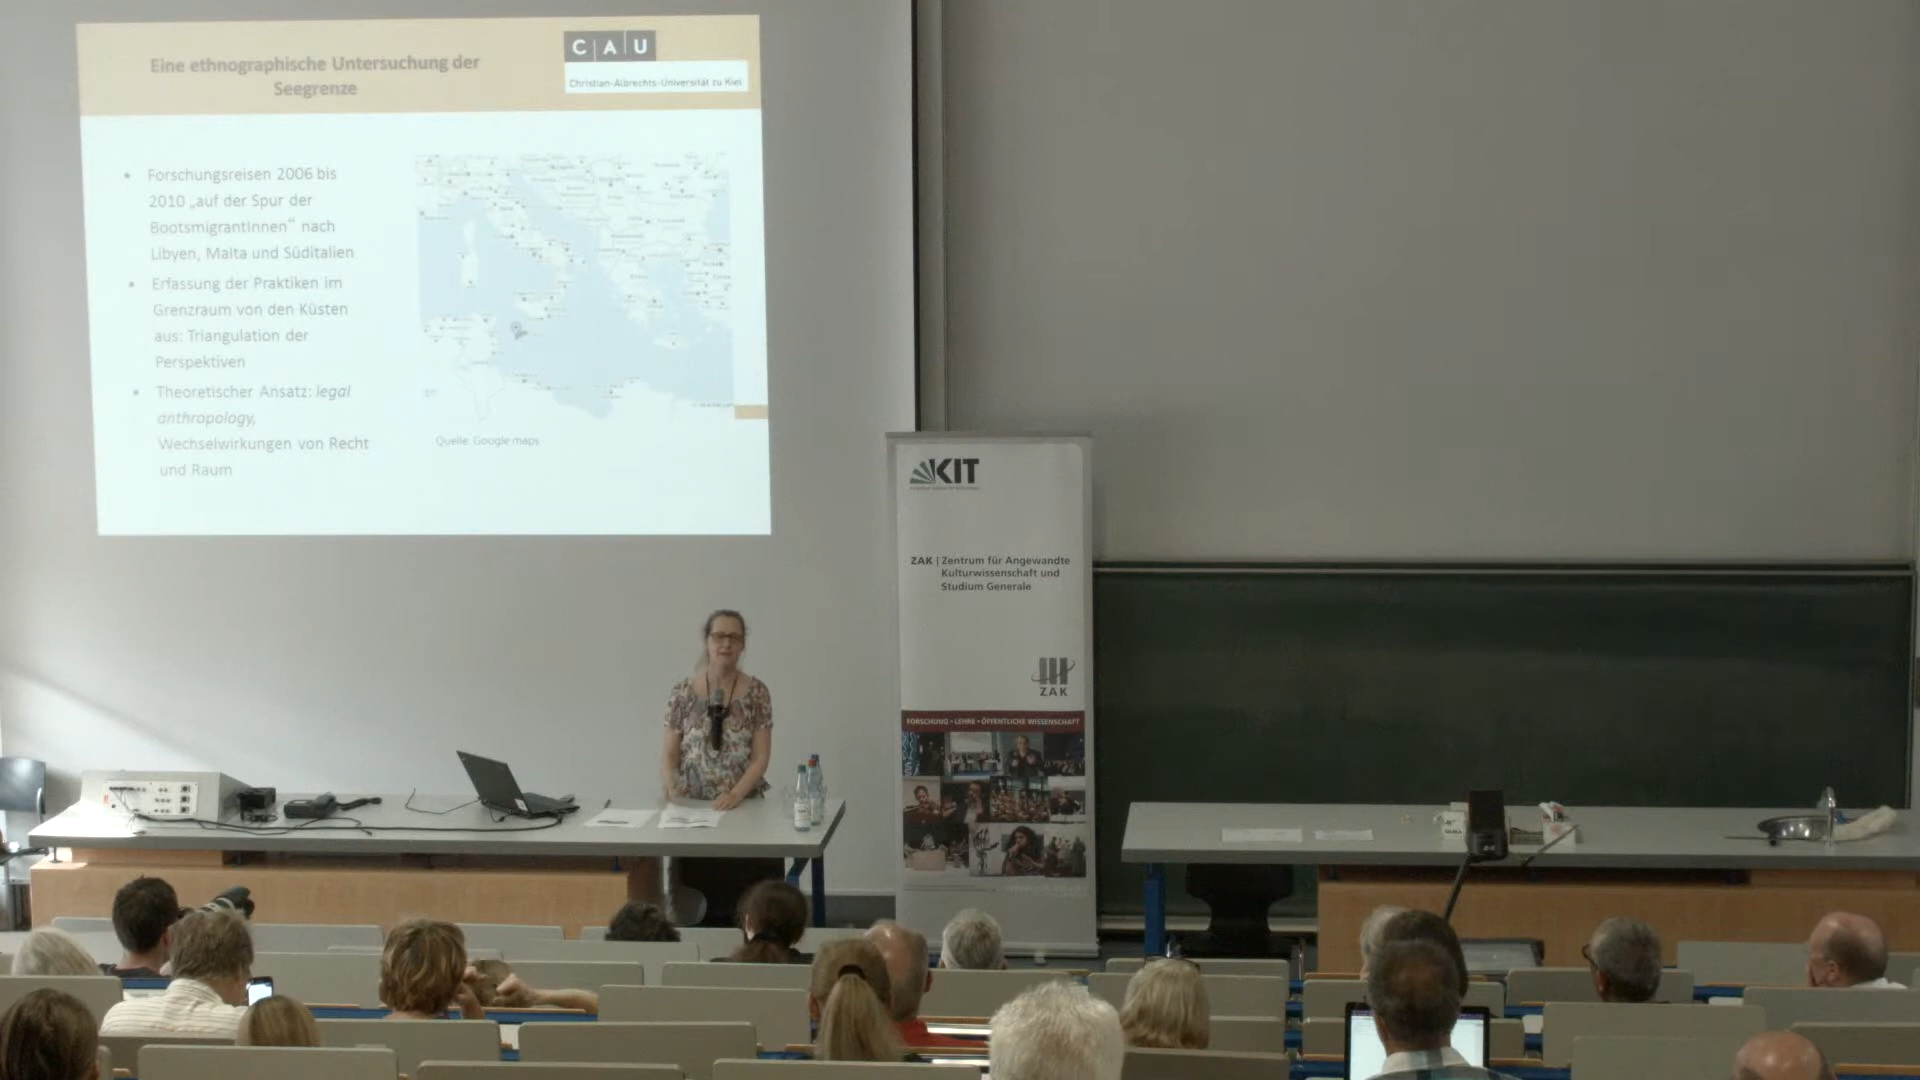 Eine ethnographische Untersuchung der
Seegrenze
C A U
Christian-Albrechts-Universität zu Kiel
• Forschungsreisen 2006 bis
2010 „auf der Spur der
BootsmigrantInnen“ nach
Libyen, Malta und Süditalien
• Erfassung der Praktiken im
Grenzraum von den Küsten
aus: Triangulation der
Perspektiven
• Theoretischer Ansatz: legal
anthropology,
Wechselwirkungen von Recht
und Raum
Quelle: Google maps
KIT
ZAK | Zentrum für Angewandte
Kulturwissenschaft und
Studium Generale
ZAK
FORSCHUNG • LEHRE • ÖFFENTLICHE WISSENSCHAFT